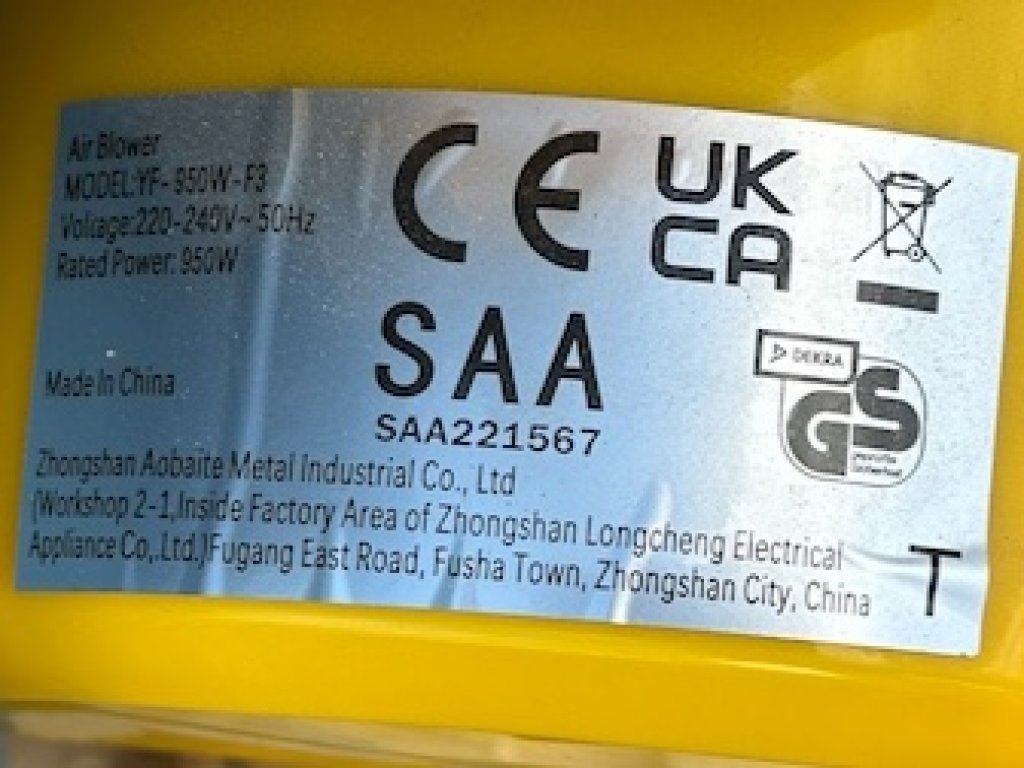 Air Blower
MODEL:YF-950W-F3
Voltage:220-240V~50Hz
Rated Power: 950W
Made In China
CE
UK
CA
SAA
SAA221567
DEKRA
GS
Zhongshan Aobaite Metal Industrial Co., Ltd
(Workshop 2-1,Inside Factory Area of Zhongshan Longcheng Electrical
Appliance Co,.Ltd.)Fugang East Road, Fusha Town, Zhongshan City, China
T